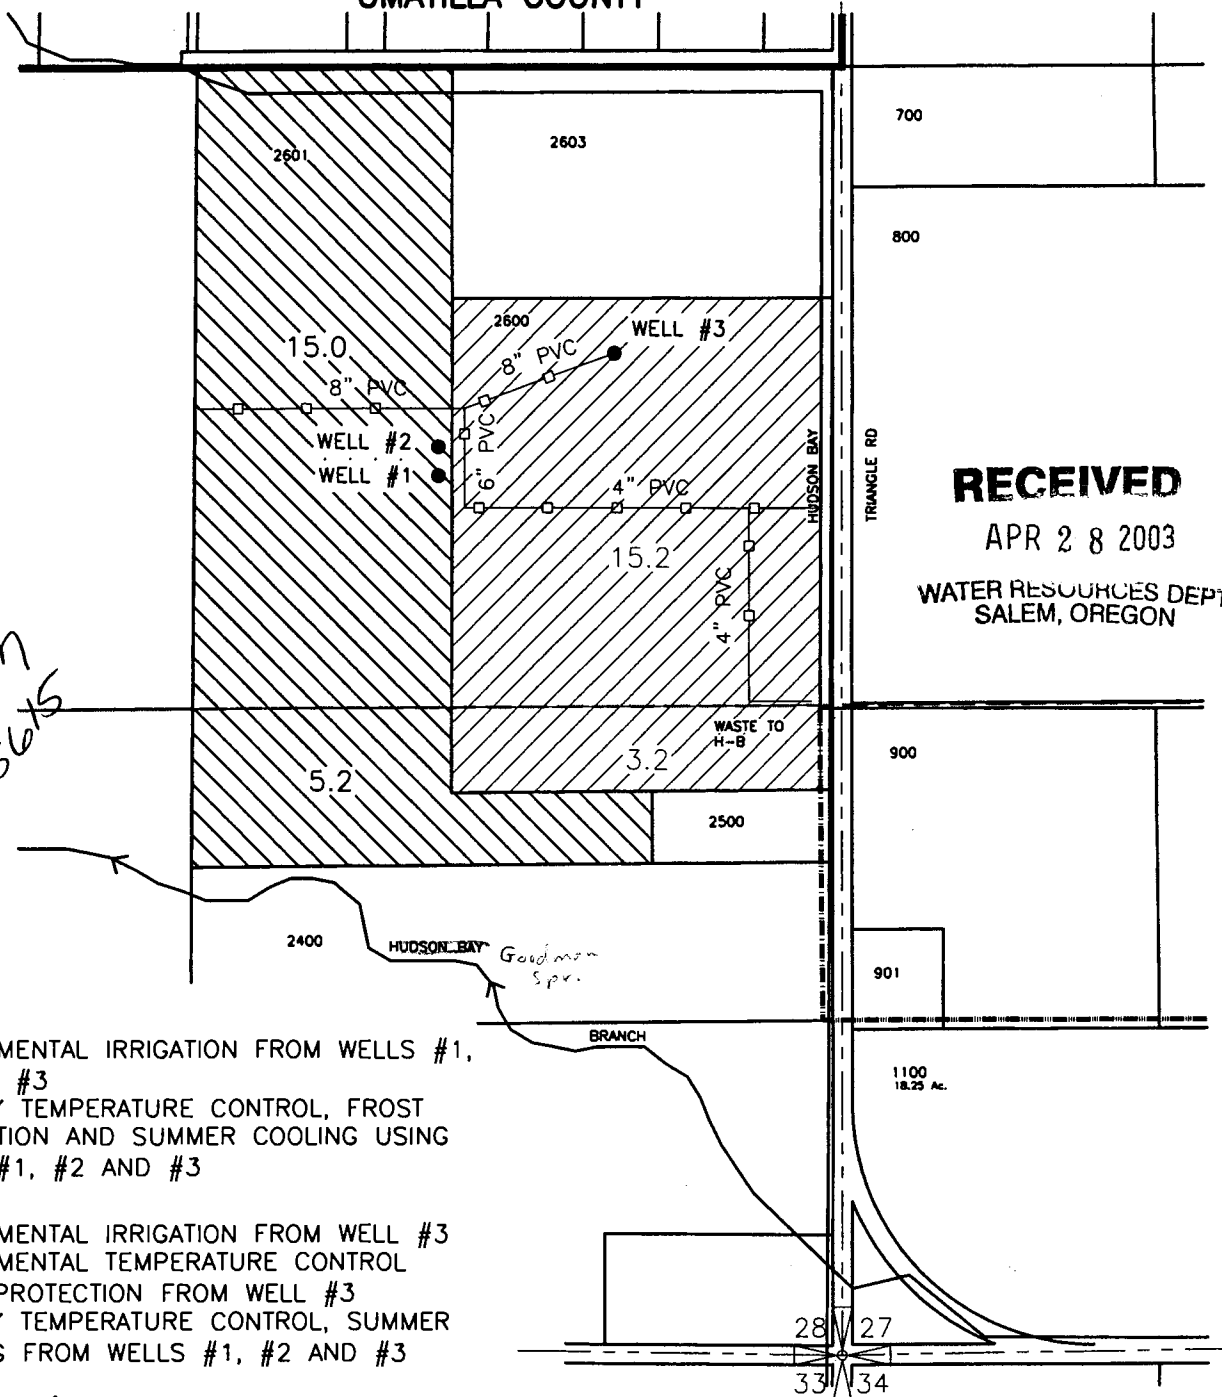 UMATILLA COUNTY
700
2603
2601
800
2600
WELL #3
15.0
8" PVC
8" PVC
WELL #2
WELL #1
6" PVC
4" PVC
HUDSON BAY
TRIANGLE RD
RECEIVED
APR 28 2003
WATER RESOURCES DEPT
SALEM, OREGON
15.2
4" PVC
WASTE TO
H-B
3.2
5.2
900
2500
2400
HUDSON BAY
Goodman
Spr.
901
BRANCH
1100
18.25 Ac.
MENTAL IRRIGATION FROM WELLS #1,
#3
TEMPERATURE CONTROL, FROST
TION AND SUMMER COOLING USING
#1, #2 AND #3
MENTAL IRRIGATION FROM WELL #3
MENTAL TEMPERATURE CONTROL
PROTECTION FROM WELL #3
TEMPERATURE CONTROL, SUMMER
FROM WELLS #1, #2 AND #3
28 27
33 34